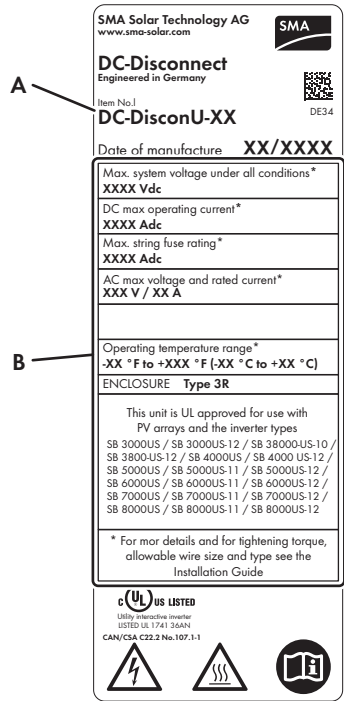 SMA Solar Technology AG
www.sma-solar.com
SMA
DC-Disconnect
Engineered in Germany
A
Item No.l
DC-DisconU-XX
DE34
Date of manufacture XX/XXXX
Max. system voltage under all conditions*
XXXX Vdc
DC max operating current*
XXXX Adc
Max. string fuse rating*
XXXX Adc
AC max voltage and rated current*
XXX V / XX A
B
Operating temperature range*
-XX °F to +XXX °F (-XX °C to +XX °C)
ENCLOSURE Type 3R
This unit is UL approved for use with
PV arrays and the inverter types
SB 3000US / SB 3000US-12 / SB 38000-US-10 /
SB 3800-US-12 / SB 4000US / SB 4000 US-12 /
SB 5000US / SB 5000US-11 / SB 5000US-12 /
SB 6000US / SB 6000US-11 / SB 6000US-12 /
SB 7000US / SB 7000US-11 / SB 7000US-12 /
SB 8000US / SB 8000US-11 / SB 8000US-12
* For mor details and for tightening torque,
allowable wire size and type see the
Installation Guide
c UL US LISTED
Utility interactive inverter
LISTED UL 1741 36AN
CAN/CSA C22.2 No.107.1-1